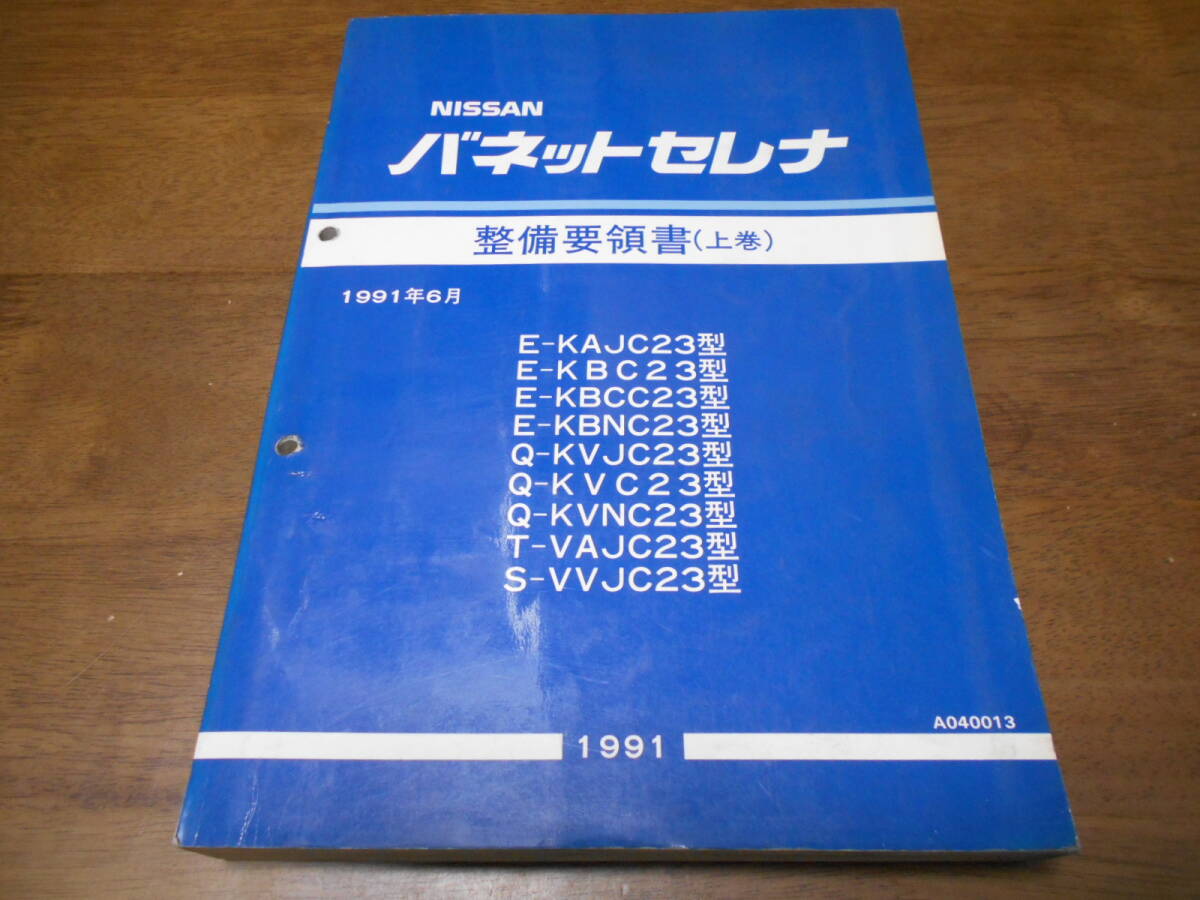 NISSAN
バネットセレナ
整備要領書(上巻)
1991年6月
E-KAJC23型
E-KBC23型
E-KBCC23型
E-KBNC23型
Q-KVJC23型
Q-KVC23型
Q-KVNC23型
T-VAJC23型
S-VVJC23型
A040013
1991